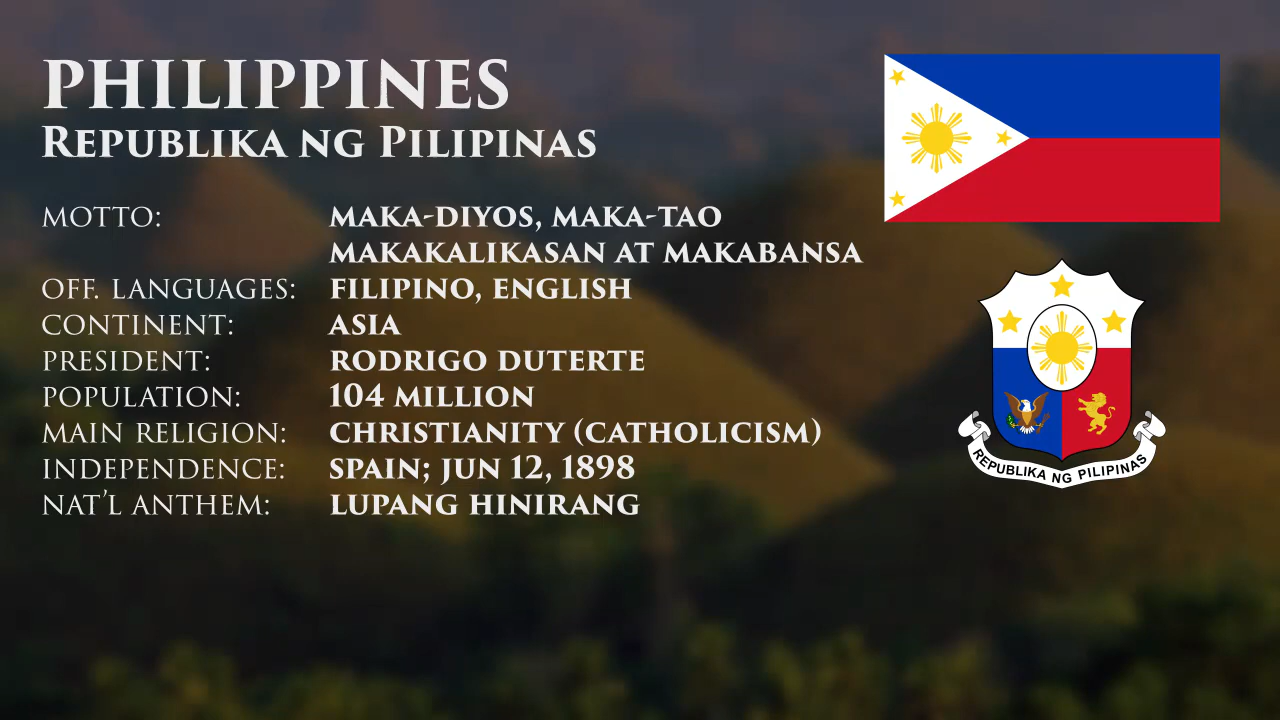 PHILIPPINES
REPUBLIKA NG PILIPINAS
MOTTO: MAKA-DIYOS, MAKA-TAO
MAKAKALIKASAN AT MAKABANSA
OFF. LANGUAGES: FILIPINO, ENGLISH
CONTINENT: ASIA
PRESIDENT: RODRIGO DUTERTE
POPULATION: 104 MILLION
MAIN RELIGION: CHRISTIANITY (CATHOLICISM)
INDEPENDENCE: SPAIN; JUN 12, 1898
NAT'L ANTHEM: LUPANG HINIRANG
REPUBLIKA NG PILIPINAS